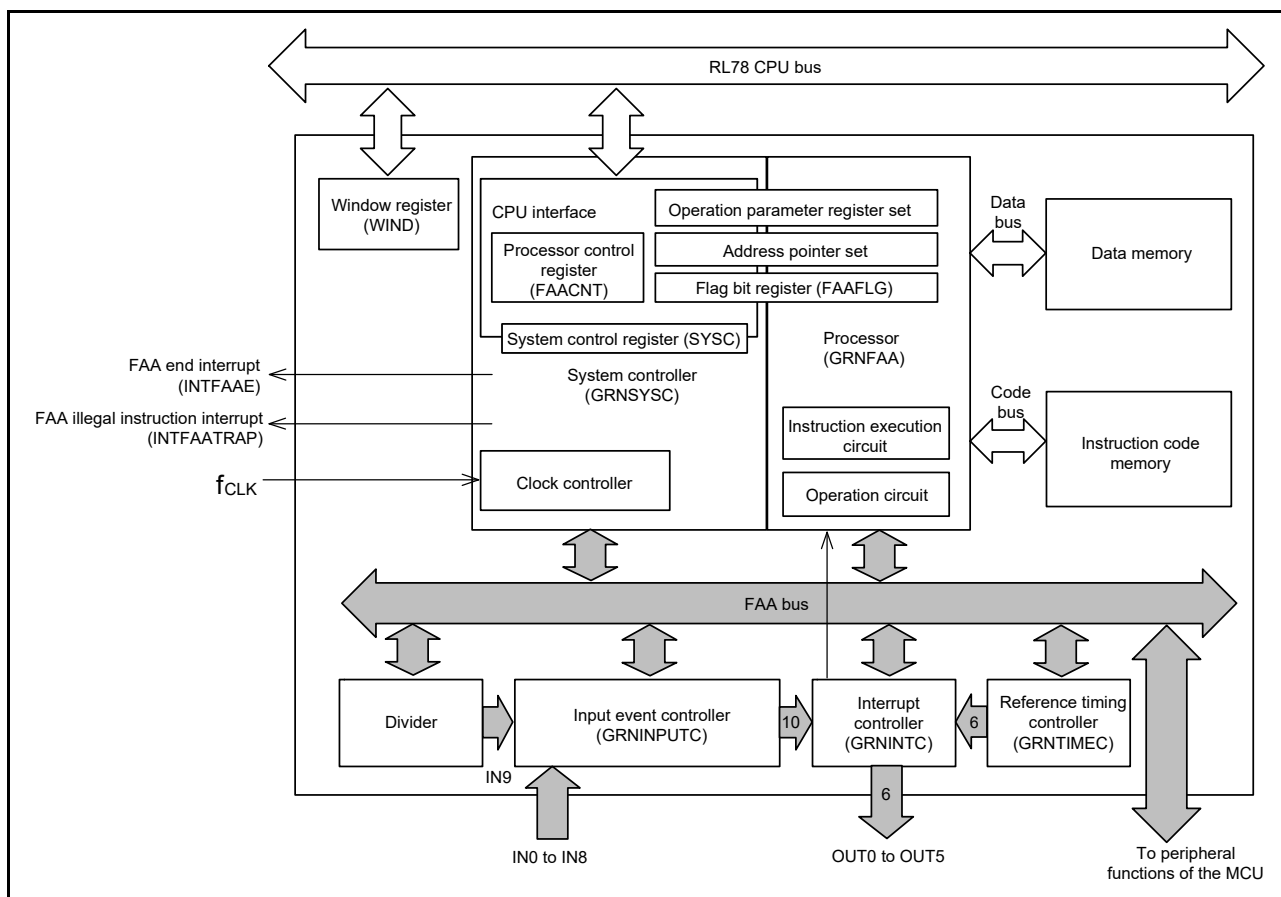 RL78 CPU bus
Window register
(WIND)
CPU interface
Processor control
register
(FAACNT)
Operation parameter register set
Address pointer set
Flag bit register (FAAFLG)
System control register (SYSC)
System controller
(GRNSYSC)
Clock controller
Processor
(GRNFAA)
Instruction execution
circuit
Operation circuit
Data
bus
Data memory
Code
bus
Instruction code
memory
FAA end interrupt
(INTFAAE)
FAA illegal instruction interrupt
(INTFAATRAP)
fCLK
FAA bus
Divider
IN9
Input event controller
(GRNINPUTC)
10
Interrupt
controller
(GRNINTC)
6
Reference timing
controller
(GRNTIMEC)
6
IN0 to IN8
OUT0 to OUT5
To peripheral
functions of the MCU